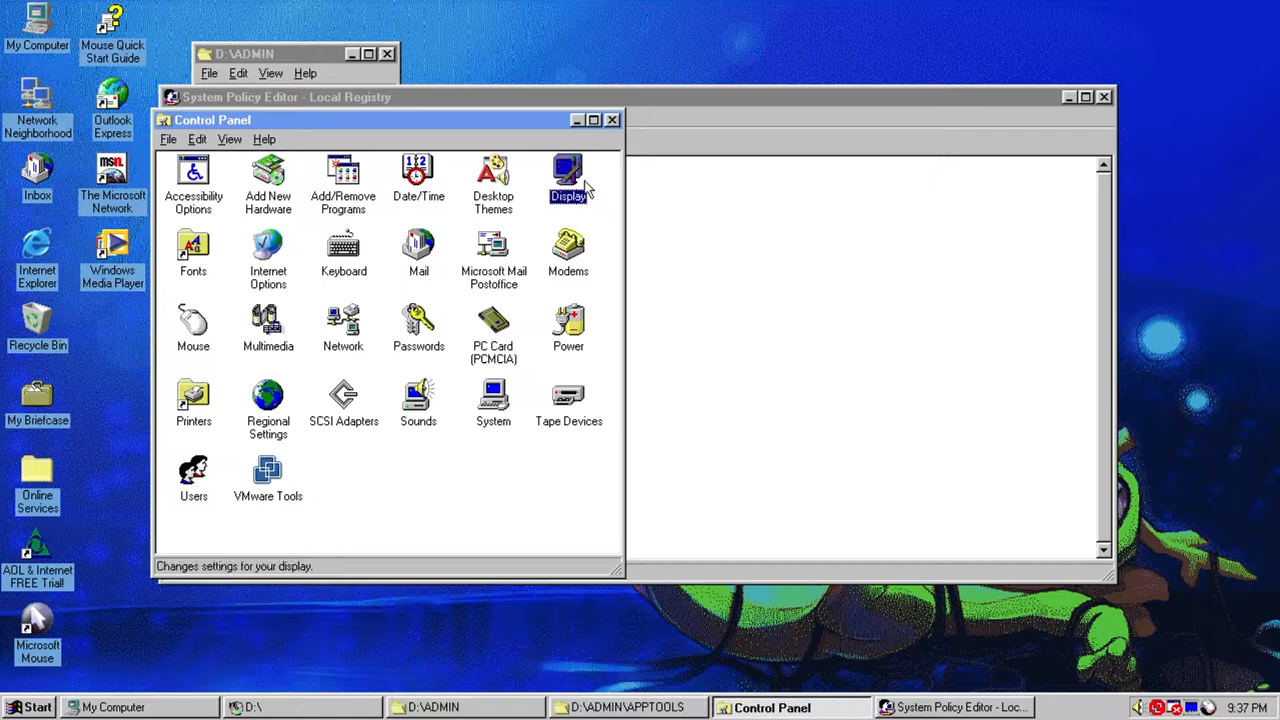 My Computer
Mouse Quick
Start Guide
Network
Neighborhood
Outlook
Express
Inbox
msn
The Microsoft
Network
Internet
Explorer
Windows
Media Player
Recycle Bin
My Briefcase
Online
Services
AOL & Internet
FREE Trial!
Microsoft
Mouse
D:\ADMIN
File Edit View Help
System Policy Editor - Local Registry
Control Panel
File Edit View Help
Accessibility
Options
Add New
Hardware
Add/Remove
Programs
Date/Time
Desktop
Themes
Display
Fonts
Internet
Options
Keyboard
Mail
Microsoft Mail
Postoffice
Modems
Mouse
Multimedia
Network
Passwords
PC Card
(PCMCIA)
Power
Printers
Regional
Settings
SCSI Adapters
Sounds
System
Tape Devices
Users
VMware Tools
Changes settings for your display.
Start
My Computer
D:\
D:\ADMIN
D:\ADMIN\APPTOOLS
Control Panel
System Policy Editor - Loc...
9:37 PM